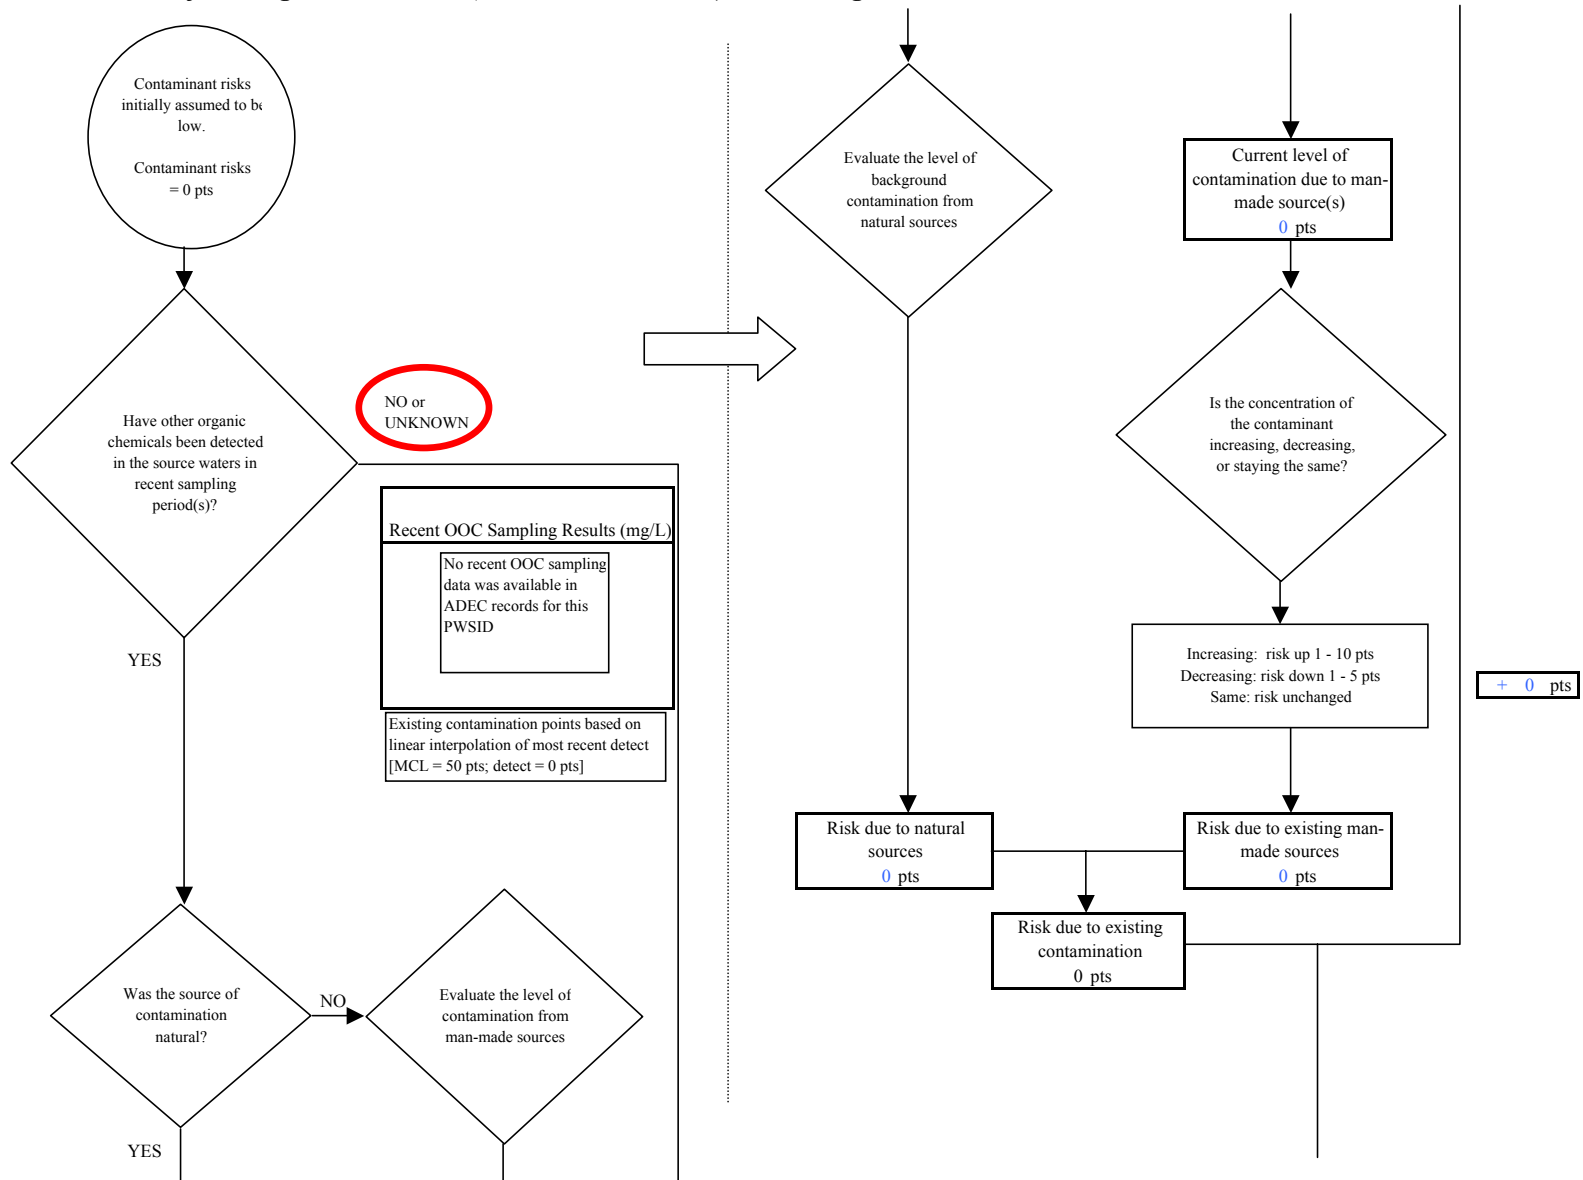 Contaminant risks
initially assumed to be
low.
Contaminant risks
= 0 pts
Have other organic
chemicals been detected
in the source waters in
recent sampling
period(s)?
NO or
UNKNOWN
Recent OOC Sampling Results (mg/L)
No recent OOC sampling
data was available in
ADEC records for this
PWSID
Existing contamination points based on
linear interpolation of most recent detect
[MCL = 50 pts; detect = 0 pts]
YES
Was the source of
contamination
natural?
NO
Evaluate the level of
contamination from
man-made sources
YES
Evaluate the level of
background
contamination from
natural sources
Current level of
contamination due to man-
made source(s)
0 pts
Is the concentration of
the contaminant
increasing, decreasing,
or staying the same?
Increasing: risk up 1 - 10 pts
Decreasing: risk down 1 - 5 pts
Same: risk unchanged
+ 0 pts
Risk due to natural
sources
0 pts
Risk due to existing man-
made sources
0 pts
Risk due to existing
contamination
0 pts